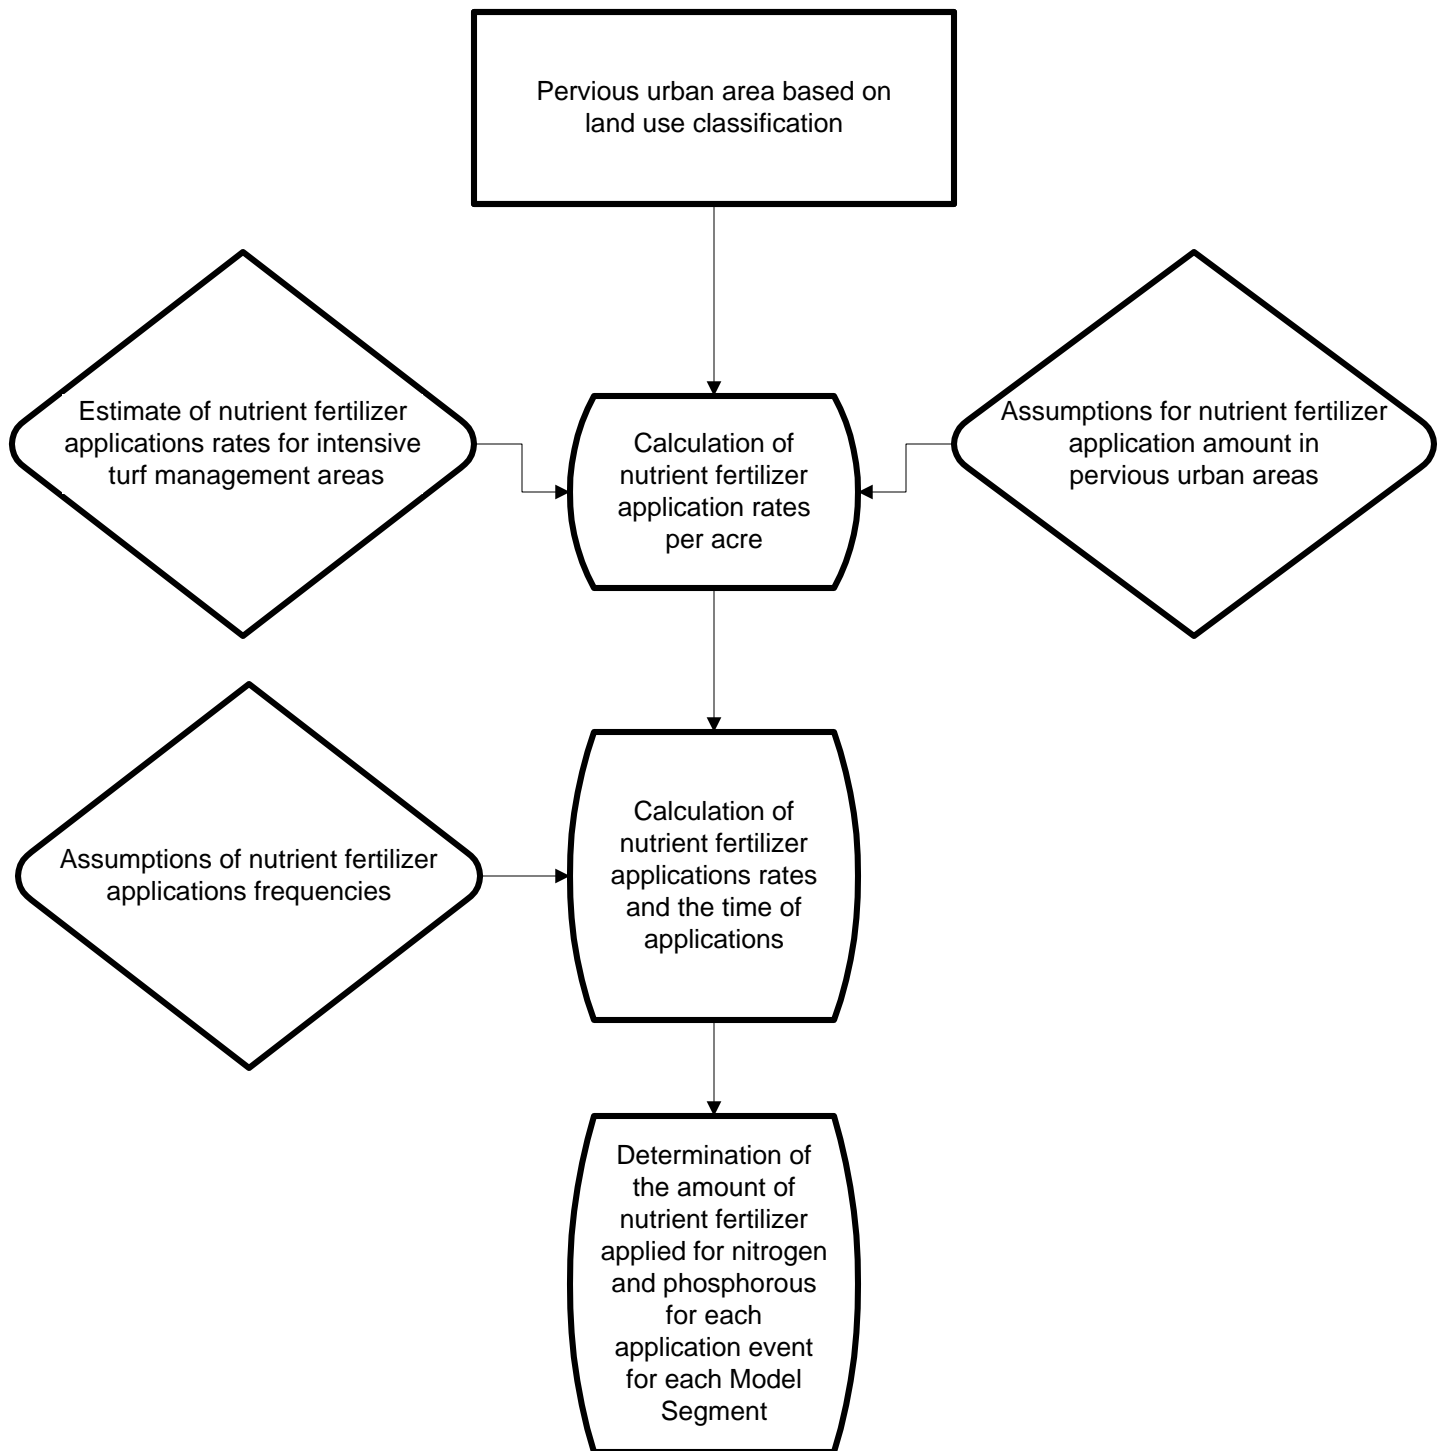 Pervious urban area based on
land use classification
Estimate of nutrient fertilizer
applications rates for intensive
turf management areas
Calculation of
nutrient fertilizer
application rates
per acre
Assumptions for nutrient fertilizer
application amount in
pervious urban areas
Assumptions of nutrient fertilizer
applications frequencies
Calculation of
nutrient fertilizer
applications rates
and the time of
applications
Determination of
the amount of
nutrient fertilizer
applied for nitrogen
and phosphorous
for each
application event
for each Model
Segment